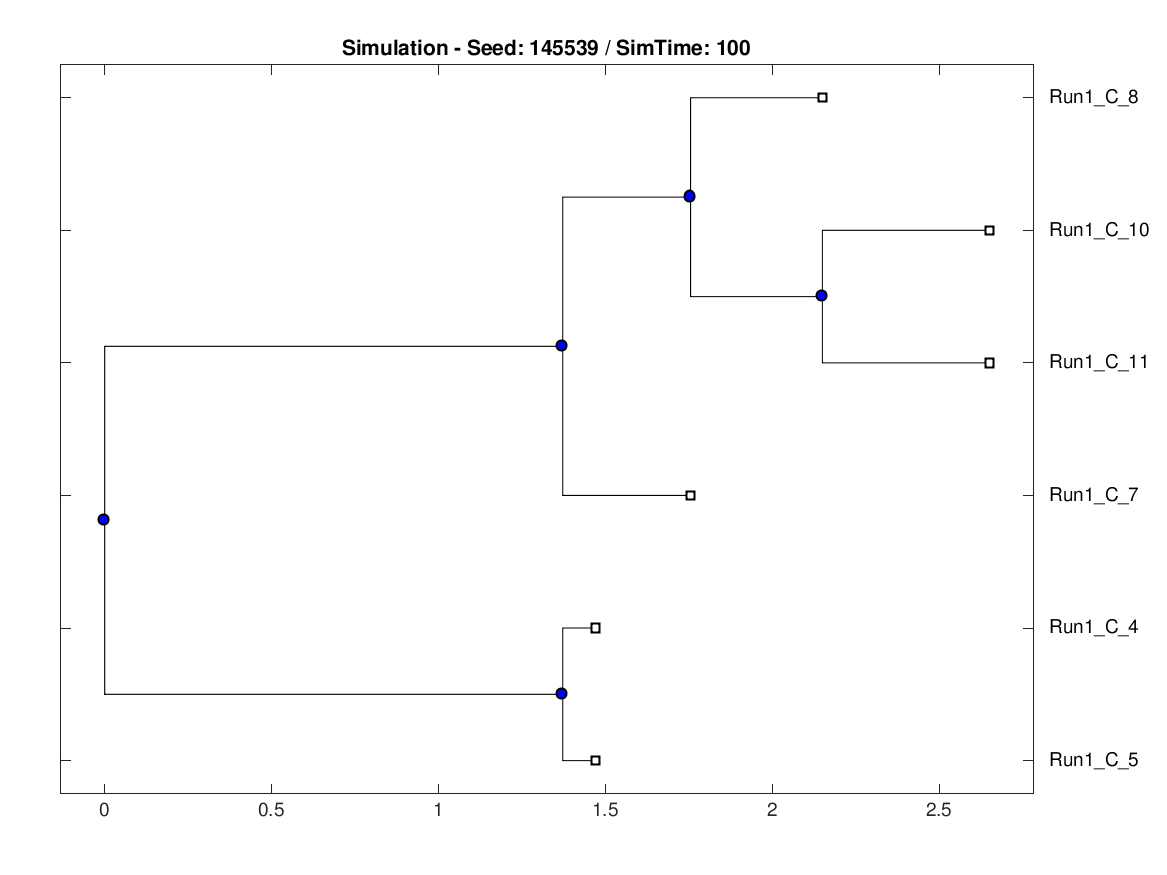 Simulation - Seed: 145539 / SimTime: 100
Run1_C_8
Run1_C_10
Run1_C_11
Run1_C_7
Run1_C_4
Run1_C_5
0 0.5 1 1.5 2 2.5